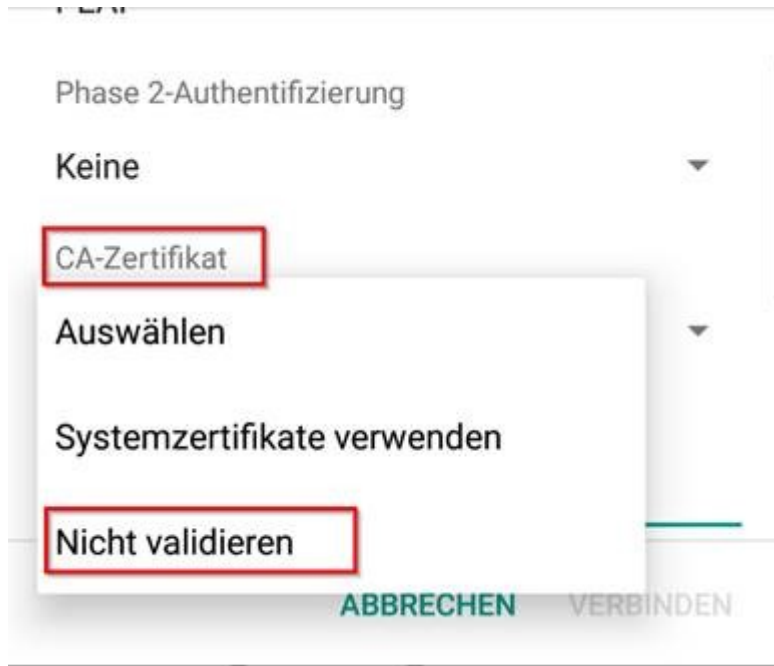 Phase 2-Authentifizierung
Keine
CA-Zertifikat
Auswählen
Systemzertifikate verwenden
Nicht validieren
ABBRECHEN VERBINDEN